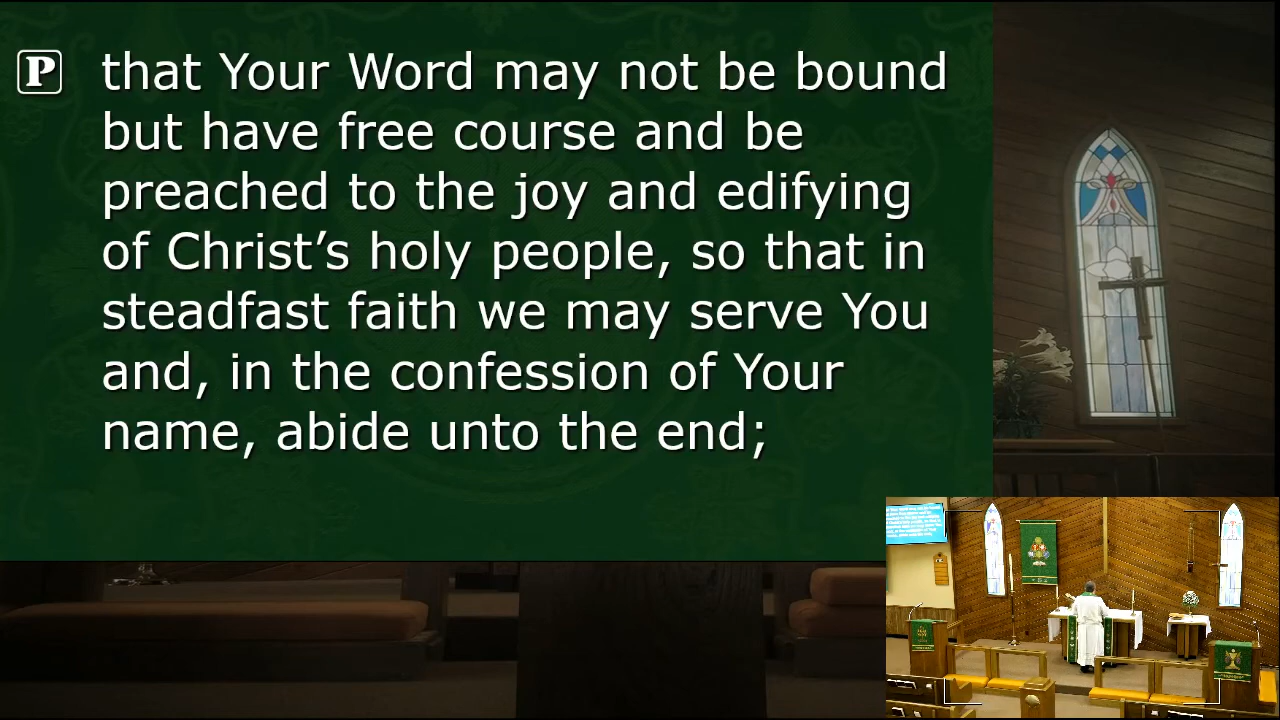 P that Your Word may not be bound
but have free course and be
preached to the joy and edifying
of Christ’s holy people, so that in
steadfast faith we may serve You
and, in the confession of Your
name, abide unto the end;